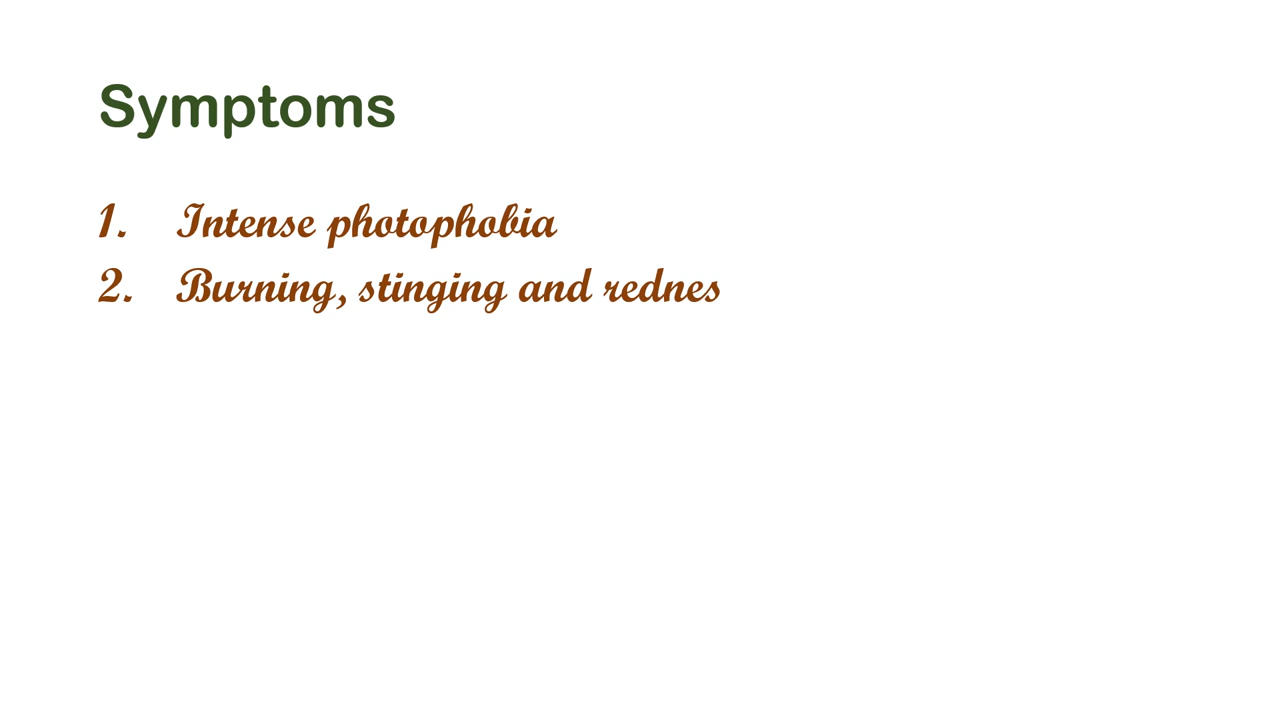 Symptoms
1. Intense photophobia
2. Burning, stinging and rednes